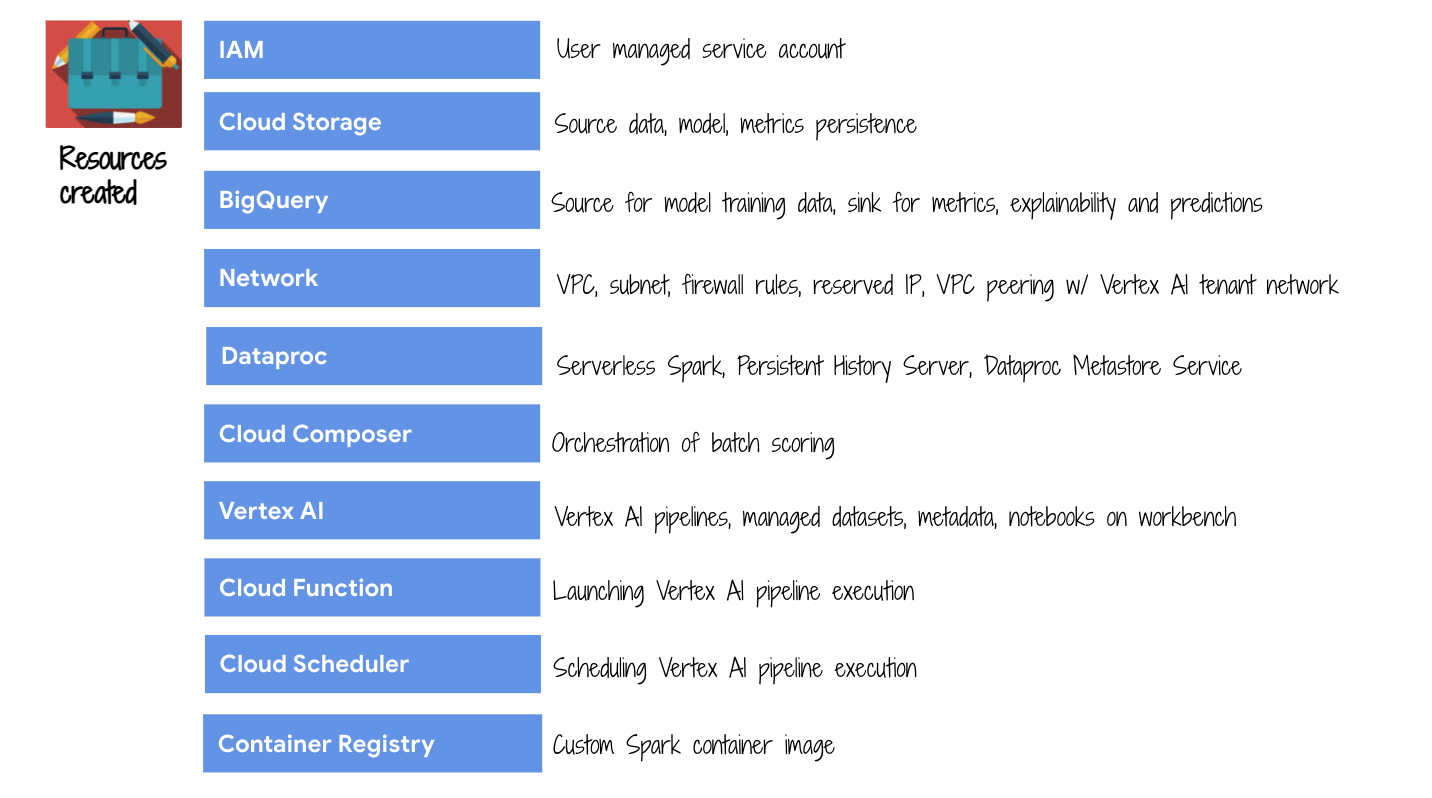 IAM
User managed service account
Cloud Storage
Source data, model, metrics persistence
Resources
created
BigQuery
Source for model training data, sink for metrics, explainability and predictions
Network
VPC, subnet, firewall rules, reserved IP, VPC peering w/ Vertex AI tenant network
Dataproc
Serverless Spark, Persistent History Server, Dataproc Metastore Service
Cloud Composer
Orchestration of batch scoring
Vertex AI
Vertex AI pipelines, managed datasets, metadata, notebooks on workbench
Cloud Function
Launching Vertex AI pipeline execution
Cloud Scheduler
Scheduling Vertex AI pipeline execution
Container Registry
Custom Spark container image